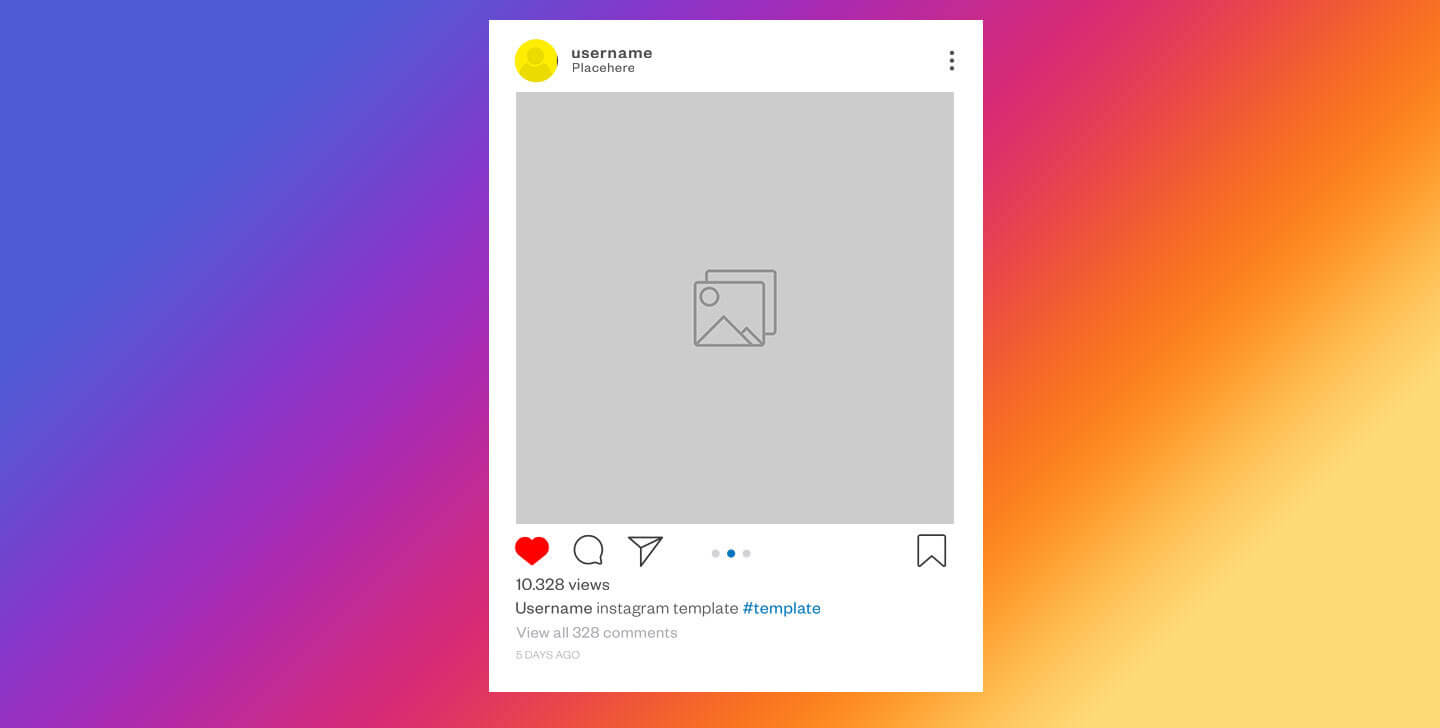 username
Placehere
10.328 views
Username instagram template #template
View all 328 comments
5 DAYS AGO